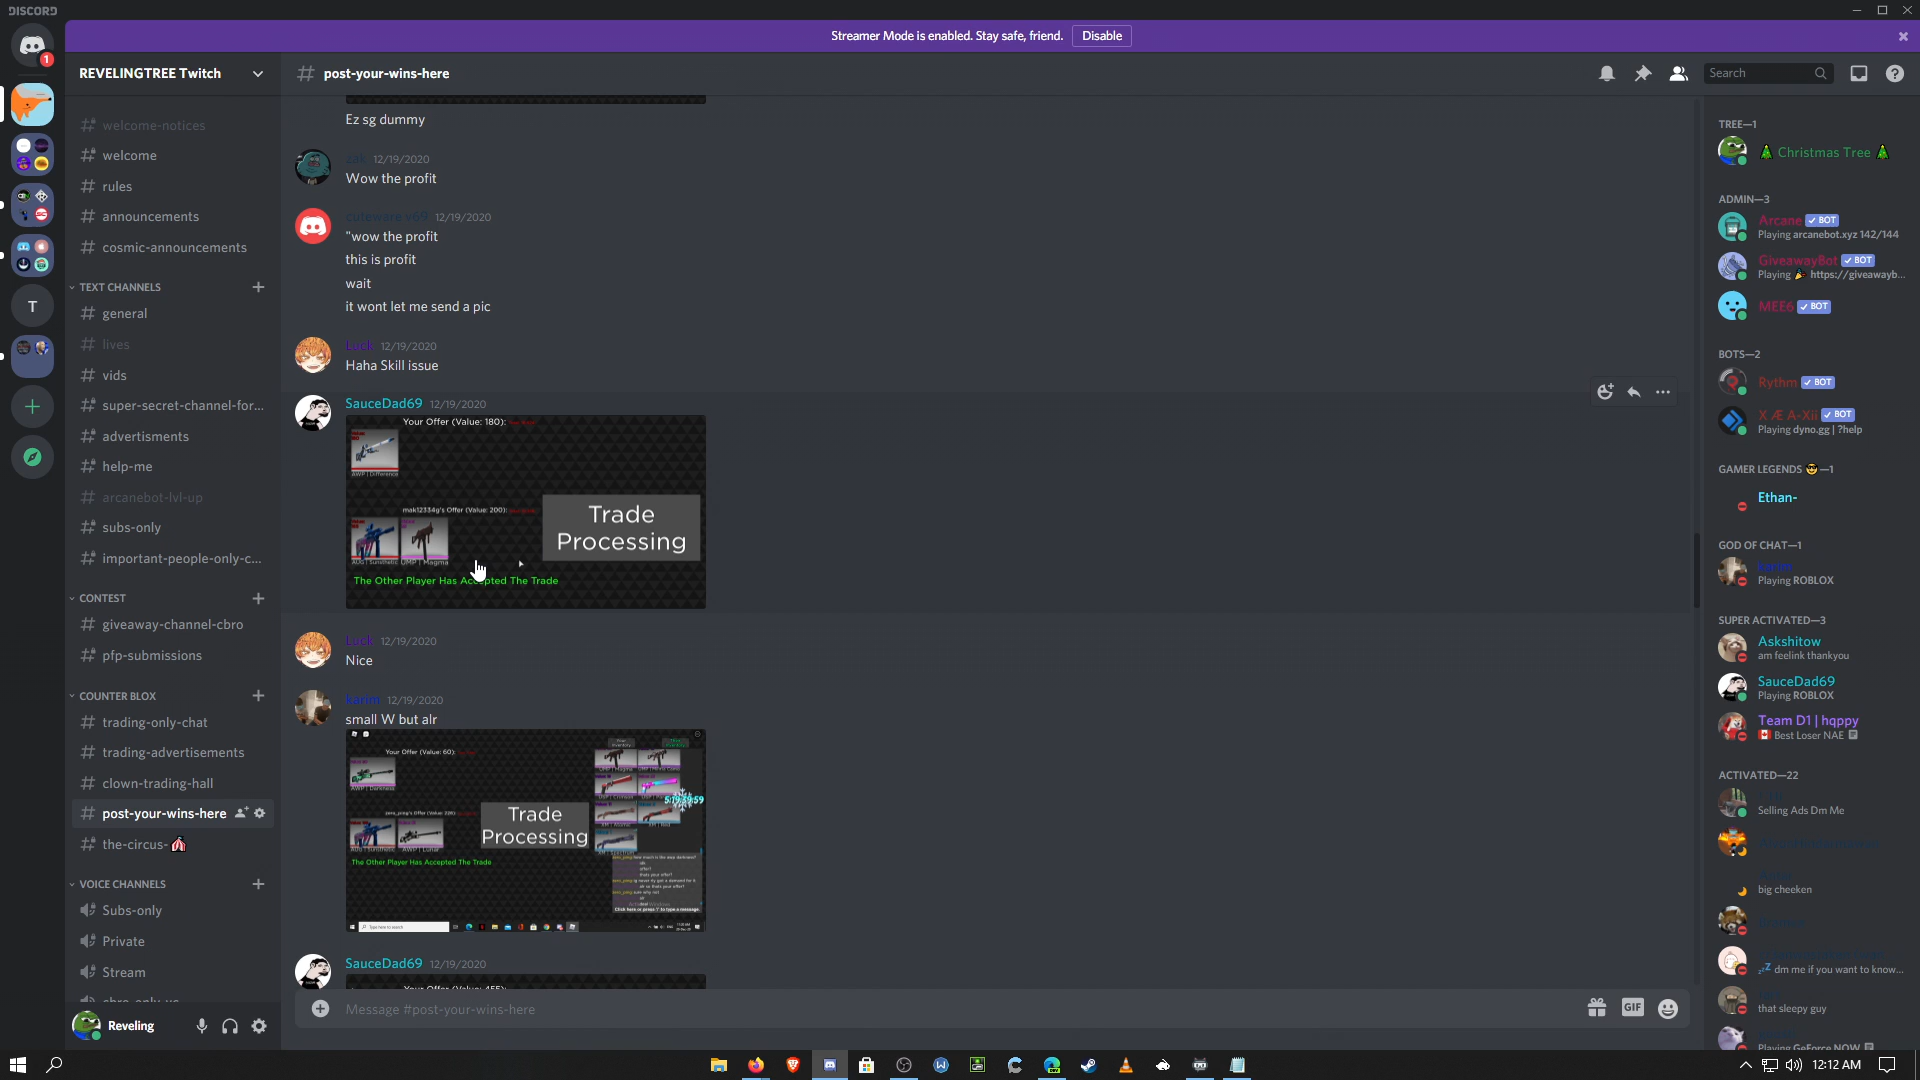 DISCORD
Streamer Mode is enabled. Stay safe, friend.
Disable
1
T
REVELINGTREE Twitch
welcome-notices
welcome
rules
announcements
cosmic-announcements
TEXT CHANNELS
general
lives
vids
super-secret-channel-for...
advertisments
help-me
arcanebot-lvl-up
subs-only
important-people-only-c...
CONTEST
giveaway-channel-cbro
pfp-submissions
COUNTER BLOX
trading-only-chat
trading-advertisements
clown-trading-hall
post-your-wins-here
the-circus-
VOICE CHANNELS
Subs-only
Private
Stream
Reveling
# post-your-wins-here
Search
Ez sg dummy
12/19/2020
Wow the profit
cuteware v69 12/19/2020
"wow the profit
this is profit
wait
it wont let me send a pic
Luck 12/19/2020
Haha Skill issue
SauceDad69 12/19/2020
Your Offer (Value: 180):
AWP | Difference
mak12334g's Offer (Value: 200):
Trade
Processing
AUG | Sunsthetic UMP | Magma
The Other Player Has Accepted The Trade
Luck 12/19/2020
Nice
karim 12/19/2020
small W but alr
Your Offer (Value: 60):
Trade
Processing
The Other Player Has Accepted The Trade
Type here to search
SauceDad69 12/19/2020
Your Offer (Value: 455):
Message #post-your-wins-here
GIF
TREE—1
Christmas Tree
ADMIN—3
Arcane BOT
Playing arcanebot.xyz 142/144
GiveawayBot BOT
Playing https://giveawayb...
MEE6 BOT
BOTS—2
Rythm BOT
X Æ A-Xii BOT
Playing dyno.gg | ?help
GAMER LEGENDS —1
Ethan-
GOD OF CHAT—1
karim
Playing ROBLOX
SUPER ACTIVATED—3
Askshitow
am feelink thankyou
SauceDad69
Playing ROBLOX
Team D1 | hqppy
Best Loser NAE
ACTIVATED—22
Selling Ads Dm Me
big cheeken
dm me if you want to know...
that sleepy guy
Playing GeForce NOW
12:12 AM